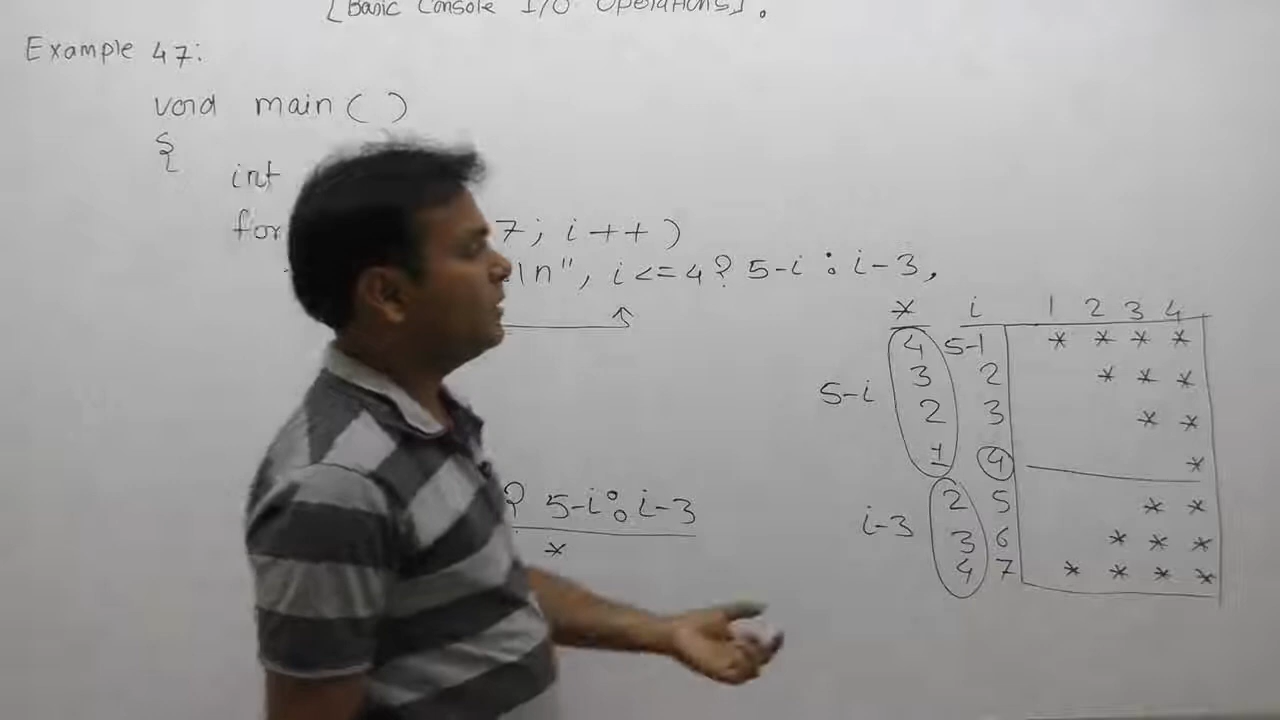 [Basic Console I/O Operations].
Example 47:
void main ( )
{
int
for 7; i++ )
\n", i<=4? 5-i : i-3,
* i 1 2 3 4
4 5-1 * * * *
3 2 * * *
5-i 2 3 * *
1 4 *
2 5 * *
i-3 3 6 * * *
4 7 * * * *
? 5-i : i-3
*